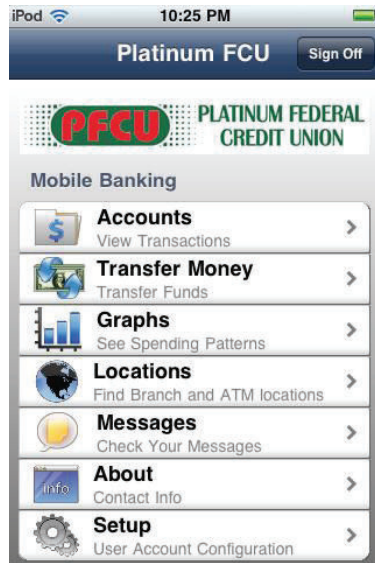 iPod 10:25 PM
Platinum FCU Sign Off
PFCU PLATINUM FEDERAL
CREDIT UNION
Mobile Banking
$ Accounts
View Transactions
Transfer Money
Transfer Funds
Graphs
See Spending Patterns
Locations
Find Branch and ATM locations
Messages
Check Your Messages
info About
Contact Info
Setup
User Account Configuration